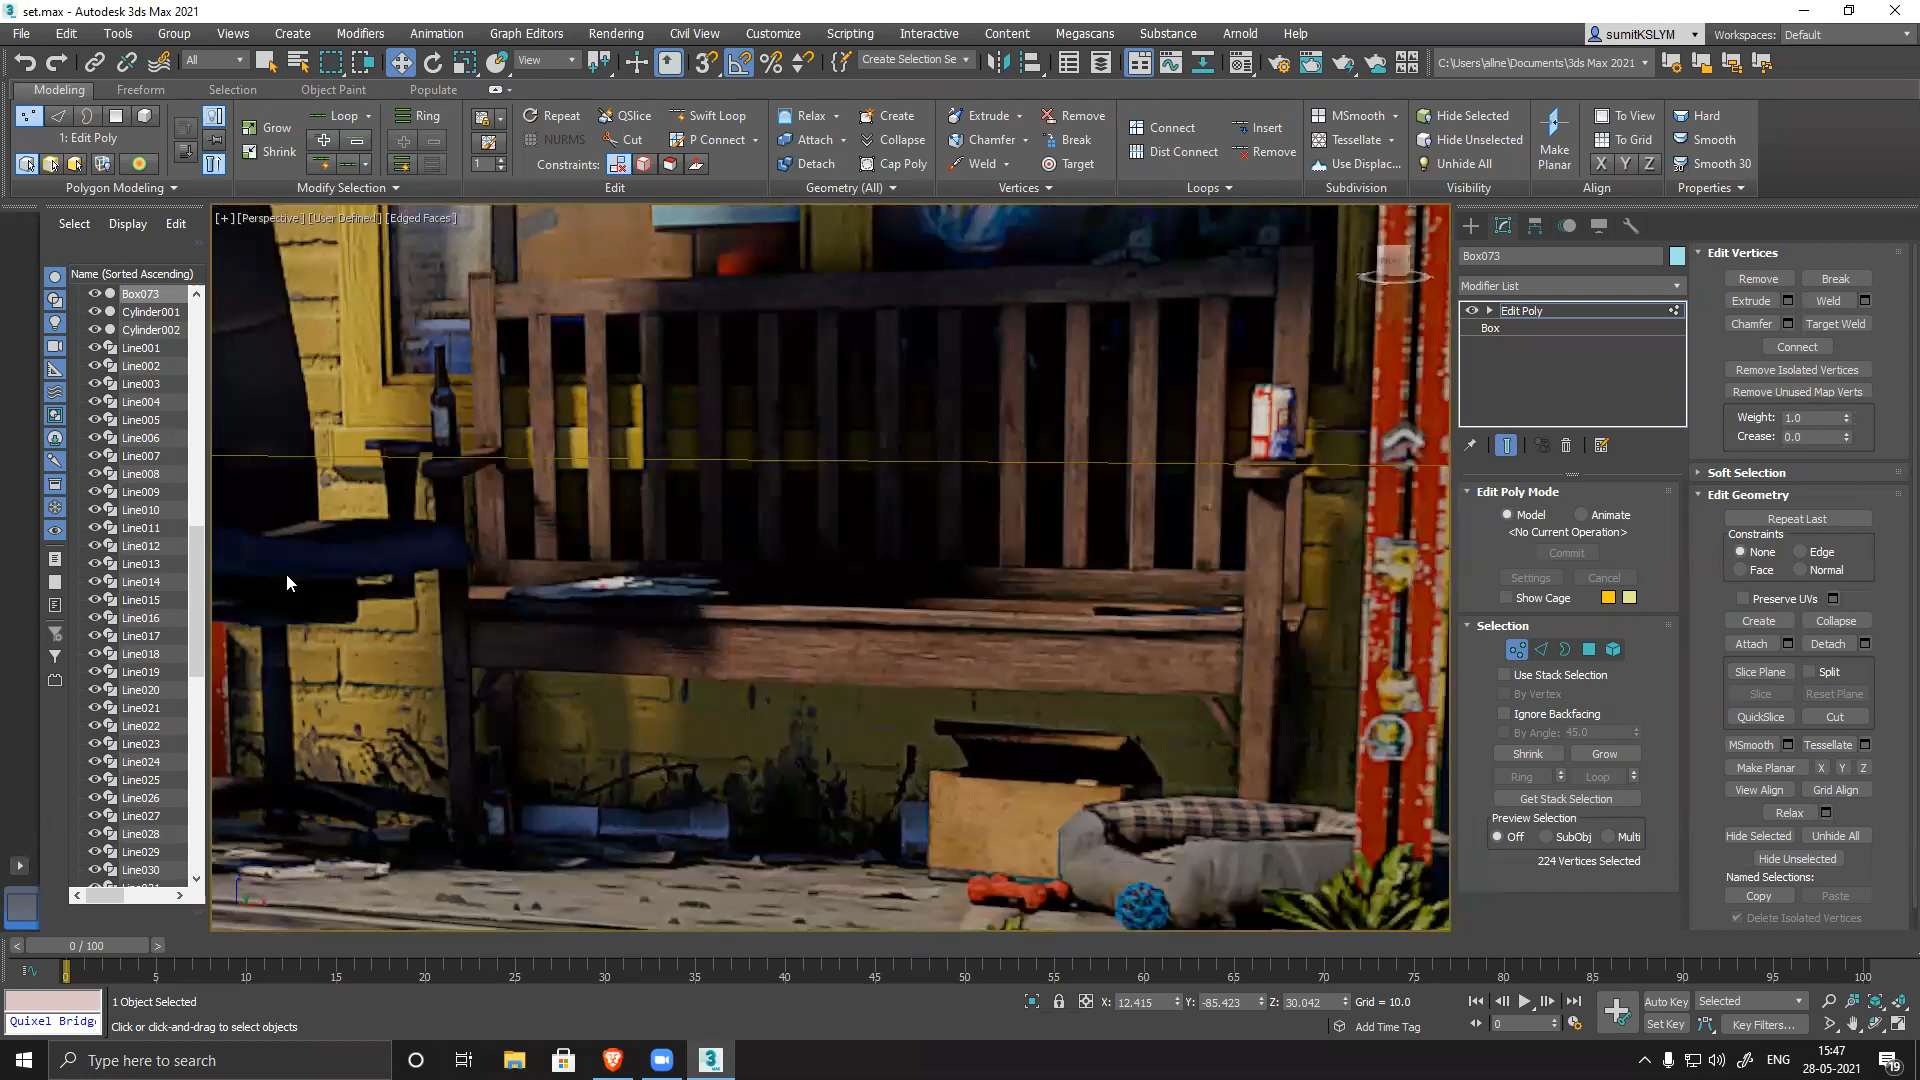 set.max - Autodesk 3ds Max 2021
File Edit Tools Group Views Create Modifiers Animation Graph Editors Rendering Civil View Customize Scripting Interactive Content Megascans Substance Arnold Help
sumitKSLYM
Workspaces: Default
All
View
Create Selection Se
C:\Users\allne\Documents\3ds Max 2021
Modeling Freeform Selection Object Paint Populate
1: Edit Poly
Polygon Modeling
Grow
Shrink
Loop
Ring
Modify Selection
1
Repeat QSlice Swift Loop
NURMS Cut P Connect
Constraints:
Edit
Relax Create
Attach Collapse
Detach Cap Poly
Geometry (All)
Extrude Remove
Chamfer Break
Weld Target
Vertices
Connect Insert
Dist Connect Remove
Loops
MSmooth
Tessellate
Use Displac...
Subdivision
Hide Selected
Hide Unselected
Unhide All
Visibility
Make Planar
To View
To Grid
X Y Z
Align
Hard
Smooth
Smooth 30
Properties
Select Display Edit
Name (Sorted Ascending)
Box073
Cylinder001
Cylinder002
Line001
Line002
Line003
Line004
Line005
Line006
Line007
Line008
Line009
Line010
Line011
Line012
Line013
Line014
Line015
Line016
Line017
Line018
Line019
Line020
Line021
Line022
Line023
Line024
Line025
Line026
Line027
Line028
Line029
Line030
[+] [Perspective] [User Defined] [Edged Faces]
Box073
Modifier List
Edit Poly
Box
Edit Poly Mode
Model Animate
<No Current Operation>
Commit
Settings Cancel
Show Cage
Selection
Use Stack Selection
By Vertex
Ignore Backfacing
By Angle: 45.0
Shrink Grow
Ring Loop
Get Stack Selection
Preview Selection
Off SubObj Multi
224 Vertices Selected
Edit Vertices
Remove Break
Extrude Weld
Chamfer Target Weld
Connect
Remove Isolated Vertices
Remove Unused Map Verts
Weight: 1.0
Crease: 0.0
Soft Selection
Edit Geometry
Repeat Last
Constraints
None Edge
Face Normal
Preserve UVs
Create Collapse
Attach Detach
Slice Plane Split
Slice Reset Plane
QuickSlice Cut
MSmooth Tessellate
Make Planar X Y Z
View Align Grid Align
Relax
Hide Selected Unhide All
Hide Unselected
Named Selections:
Copy Paste
Delete Isolated Vertices
0 / 100
0 5 10 15 20 25 30 35 40 45 50 55 60 65 70 75 80 85 90 95 100
1 Object Selected
Quixel Bridg
Click or click-and-drag to select objects
X: 12.415 Y: -85.423 Z: 30.042 Grid = 10.0
Add Time Tag
0
Auto Key Selected
Set Key Key Filters...
Type here to search
ENG
15:47
28-05-2021
19